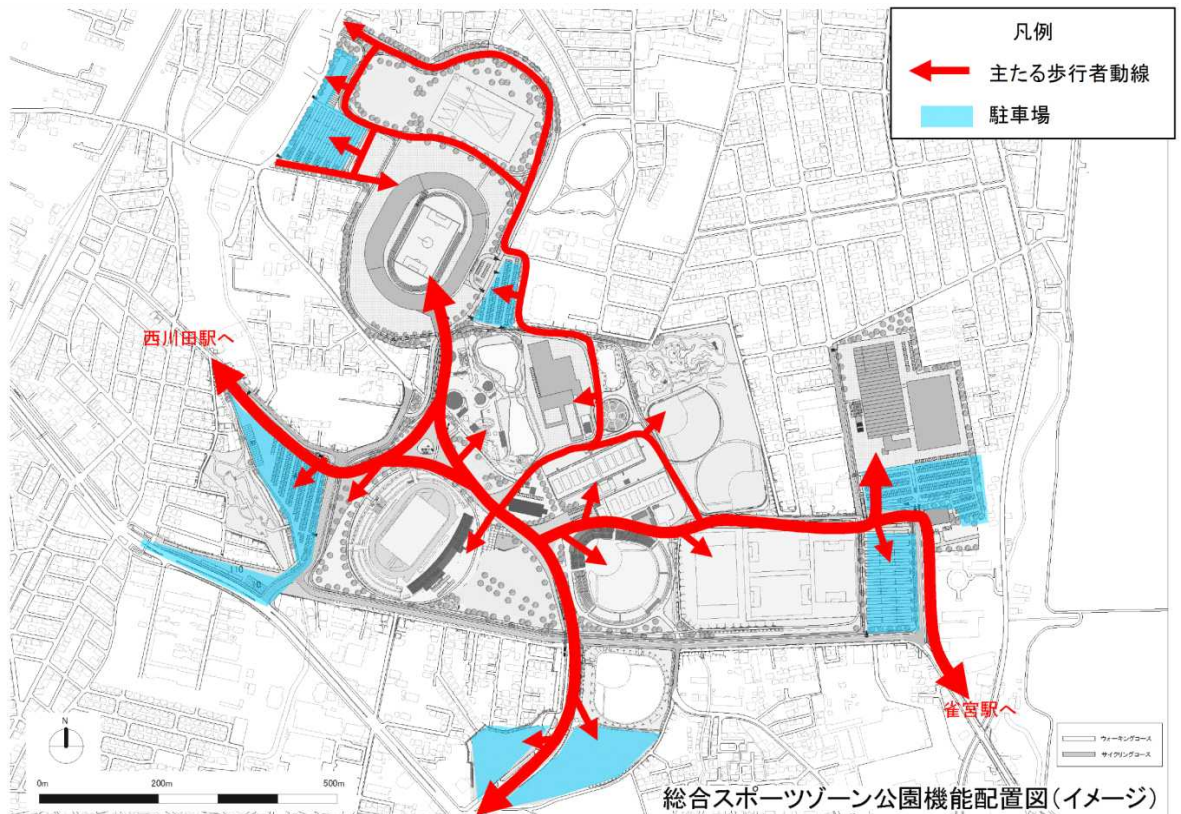 凡例
主たる歩行者動線
駐車場
西川田駅へ
雀宮駅へ
N
0m 200m 500m
ウォーキングコース
サイクリングコース
総合スポーツゾーン公園機能配置図(イメージ)